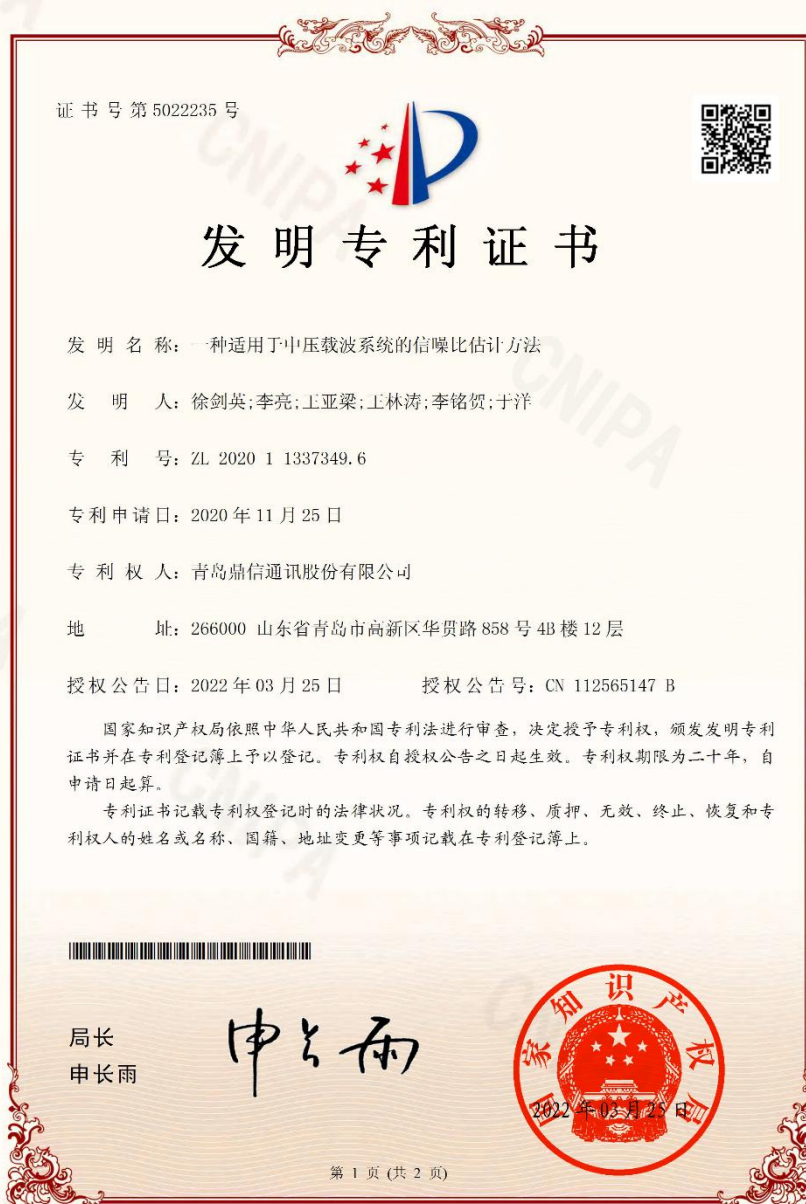 证书号第5022235号
发明专利证书
发明名称：一种适用于中压载波系统的信噪比估计方法
发明人：徐剑英;李亮;王亚梁;王林涛;李铭贺;于洋
专利号：ZL 2020 1 1337349.6
专利申请日：2020年11月25日
专利权人：青岛鼎信通讯股份有限公司
地址：266000 山东省青岛市高新区华贯路858号4B楼12层
授权公告日：2022年03月25日 授权公告号：CN 112565147 B
国家知识产权局依照中华人民共和国专利法进行审查，决定授予专利权，颁发发明专利
证书并在专利登记簿上予以登记。专利权自授权公告之日起生效。专利权期限为二十年，自
申请日起算。
专利证书记载专利权登记时的法律状况。专利权的转移、质押、无效、终止、恢复和专
利权人的姓名或名称、国籍、地址变更等事项记载在专利登记簿上。
局长
申长雨
申长雨
国家知识产权局
2022年03月25日
第 1 页 (共 2 页)
CNIPA
CNIPA
CNIPA